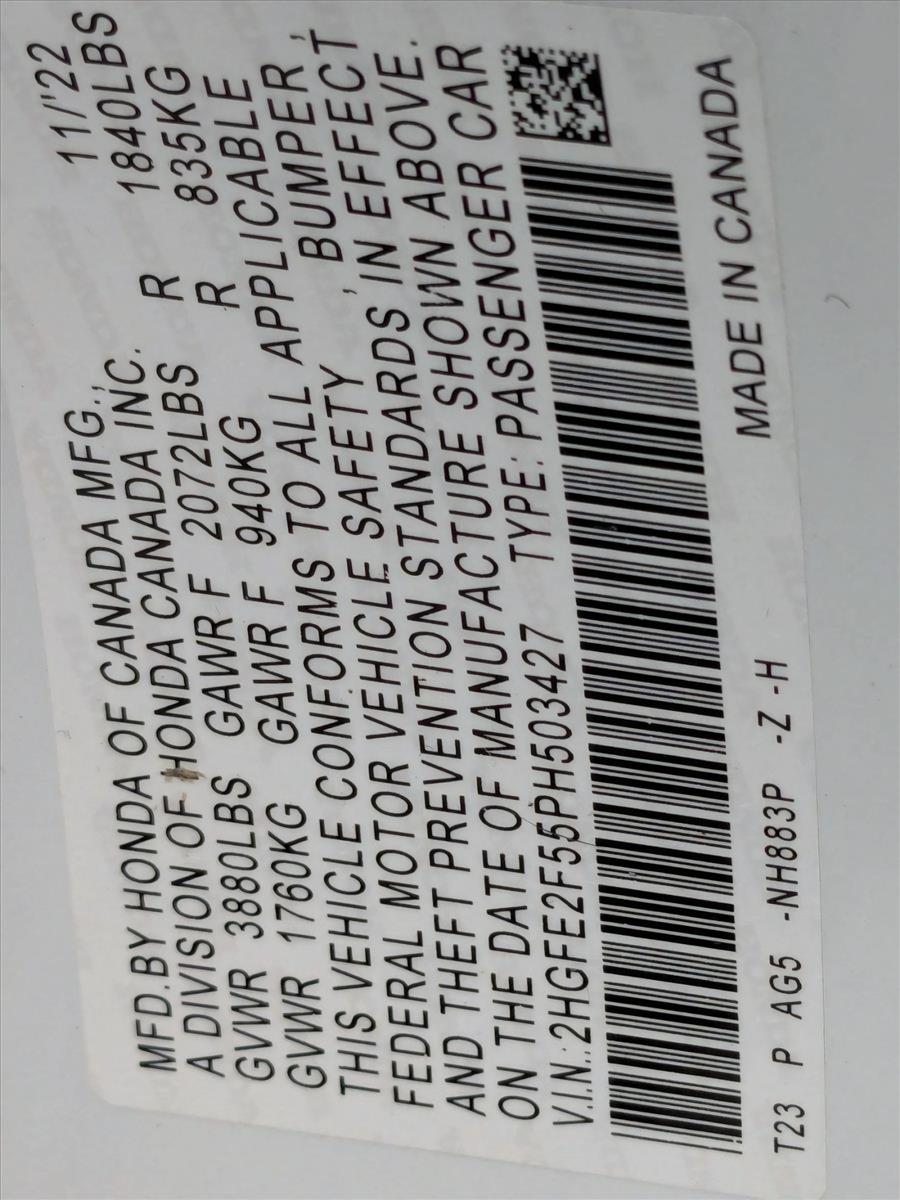 MFD.BY HONDA OF CANADA MFG., 11/'22
A DIVISION OF HONDA CANADA INC. 1840LBS
GVWR 3880LBS GAWR F 2072LBS R 835KG
GVWR 1760KG GAWR F 940KG R
THIS VEHICLE CONFORMS TO ALL APPLICABLE
FEDERAL MOTOR VEHICLE SAFETY, BUMPER,
AND THEFT PREVENTION STANDARDS IN EFFECT
ON THE DATE OF MANUFACTURE SHOWN ABOVE.
V.I.N.:2HGFE2F55PH503427 TYPE: PASSENGER CAR
T23 P AG5 -NH883P -Z -H MADE IN CANADA